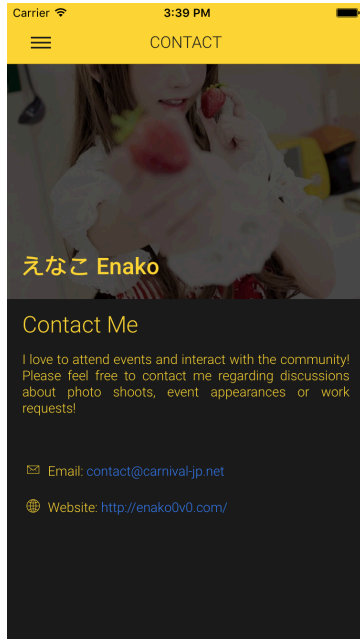 Carrier 3:39 PM
CONTACT
えなこ Enako
Contact Me
I love to attend events and interact with the community!
Please feel free to contact me regarding discussions
about photo shoots, event appearances or work
requests!
Email: contact@carnival-jp.net
Website: http://enako0v0.com/